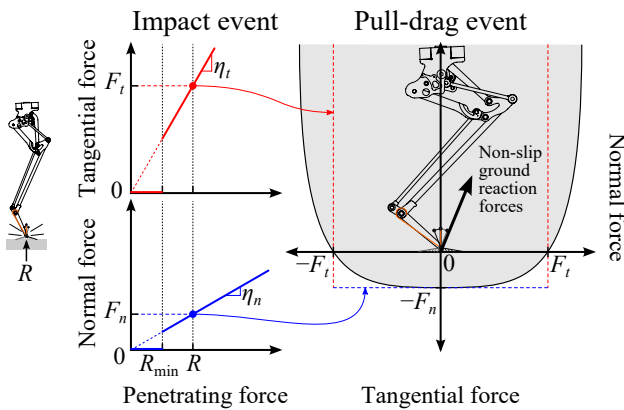 Impact event
Pull-drag event
Tangential force
F_t
η_t
0
Normal force
F_n
η_n
0
R_min
R
Penetrating force
R
Non-slip
ground
reaction
forces
−F_t
0
F_t
−F_n
Normal force
Tangential force